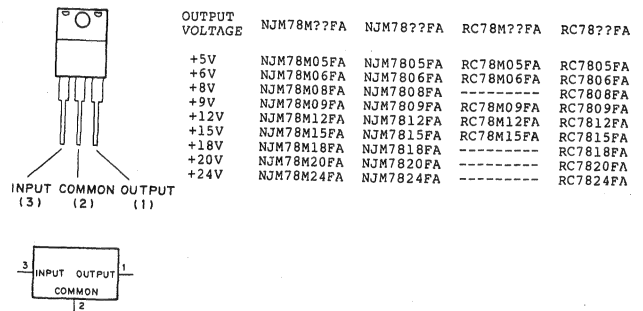 OUTPUT VOLTAGE NJM78M??FA NJM78??FA RC78M??FA RC78??FA
+5V NJM78M05FA NJM7805FA RC78M05FA RC7805FA
+6V NJM78M06FA NJM7806FA RC78M06FA RC7806FA
+8V NJM78M08FA NJM7808FA --------- RC7808FA
+9V NJM78M09FA NJM7809FA RC78M09FA RC7809FA
+12V NJM78M12FA NJM7812FA RC78M12FA RC7812FA
+15V NJM78M15FA NJM7815FA RC78M15FA RC7815FA
+18V NJM78M18FA NJM7818FA --------- RC7818FA
+20V NJM78M20FA NJM7820FA --------- RC7820FA
+24V NJM78M24FA NJM7824FA --------- RC7824FA
INPUT COMMON OUTPUT
(3) (2) (1)
3 INPUT OUTPUT 1
COMMON
2